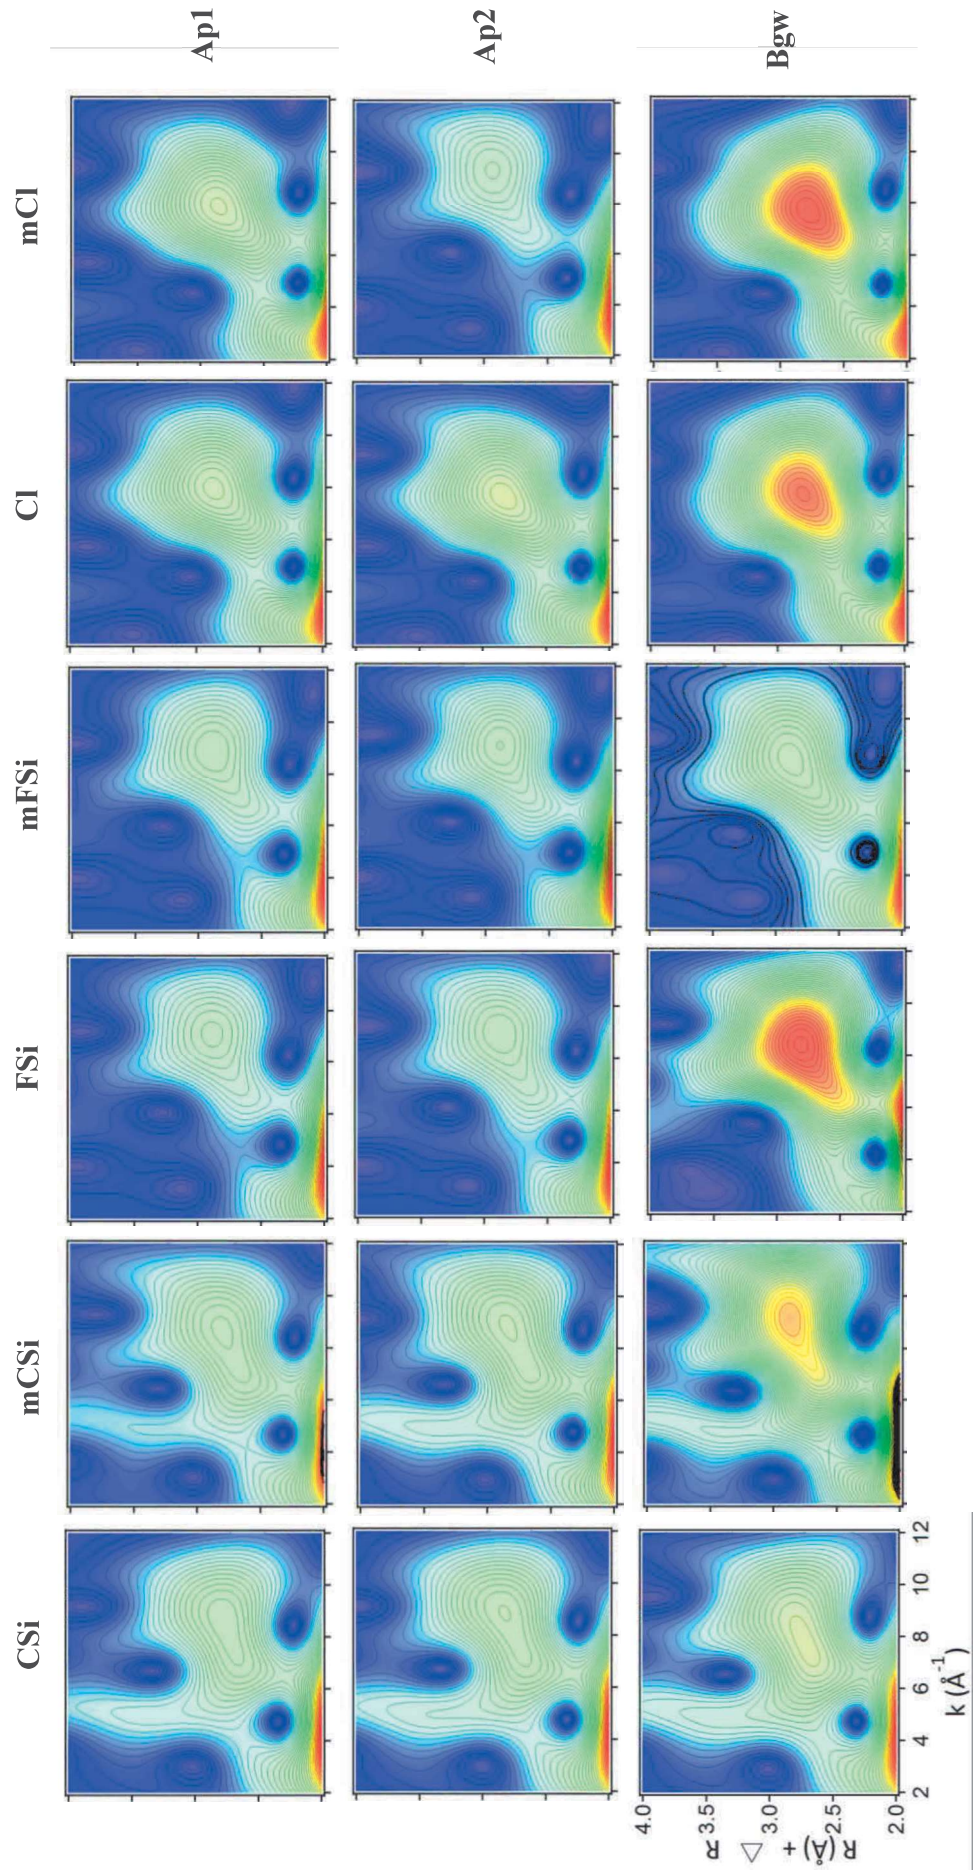 CSi mCSi FSi mFSi Cl mCl
Ap1
Ap2
Bgw
4.0
3.5
3.0
2.5
2.0
R(Å) + △ R
2 4 6 8 10 12
k (Å-1)